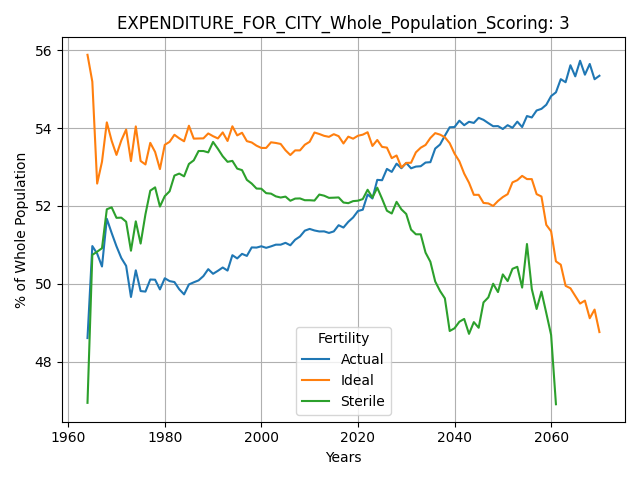 EXPENDITURE_FOR_CITY_Whole_Population_Scoring: 3
% of Whole Population
56
54
52
50
48
Fertility
Actual
Ideal
Sterile
1960
1980
2000
2020
2040
2060
Years